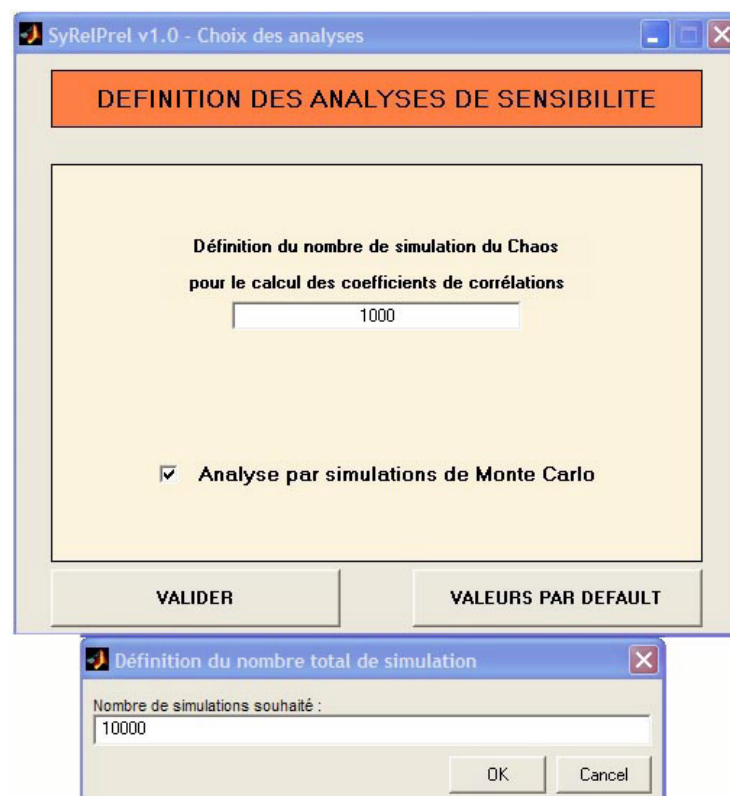 SyRelPrel v1.0 - Choix des analyses
DEFINITION DES ANALYSES DE SENSIBILITE
Définition du nombre de simulation du Chaos
pour le calcul des coefficients de corrélations
1000
Analyse par simulations de Monte Carlo
VALIDER
VALEURS PAR DEFAULT
Définition du nombre total de simulation
Nombre de simulations souhaité :
10000
OK
Cancel